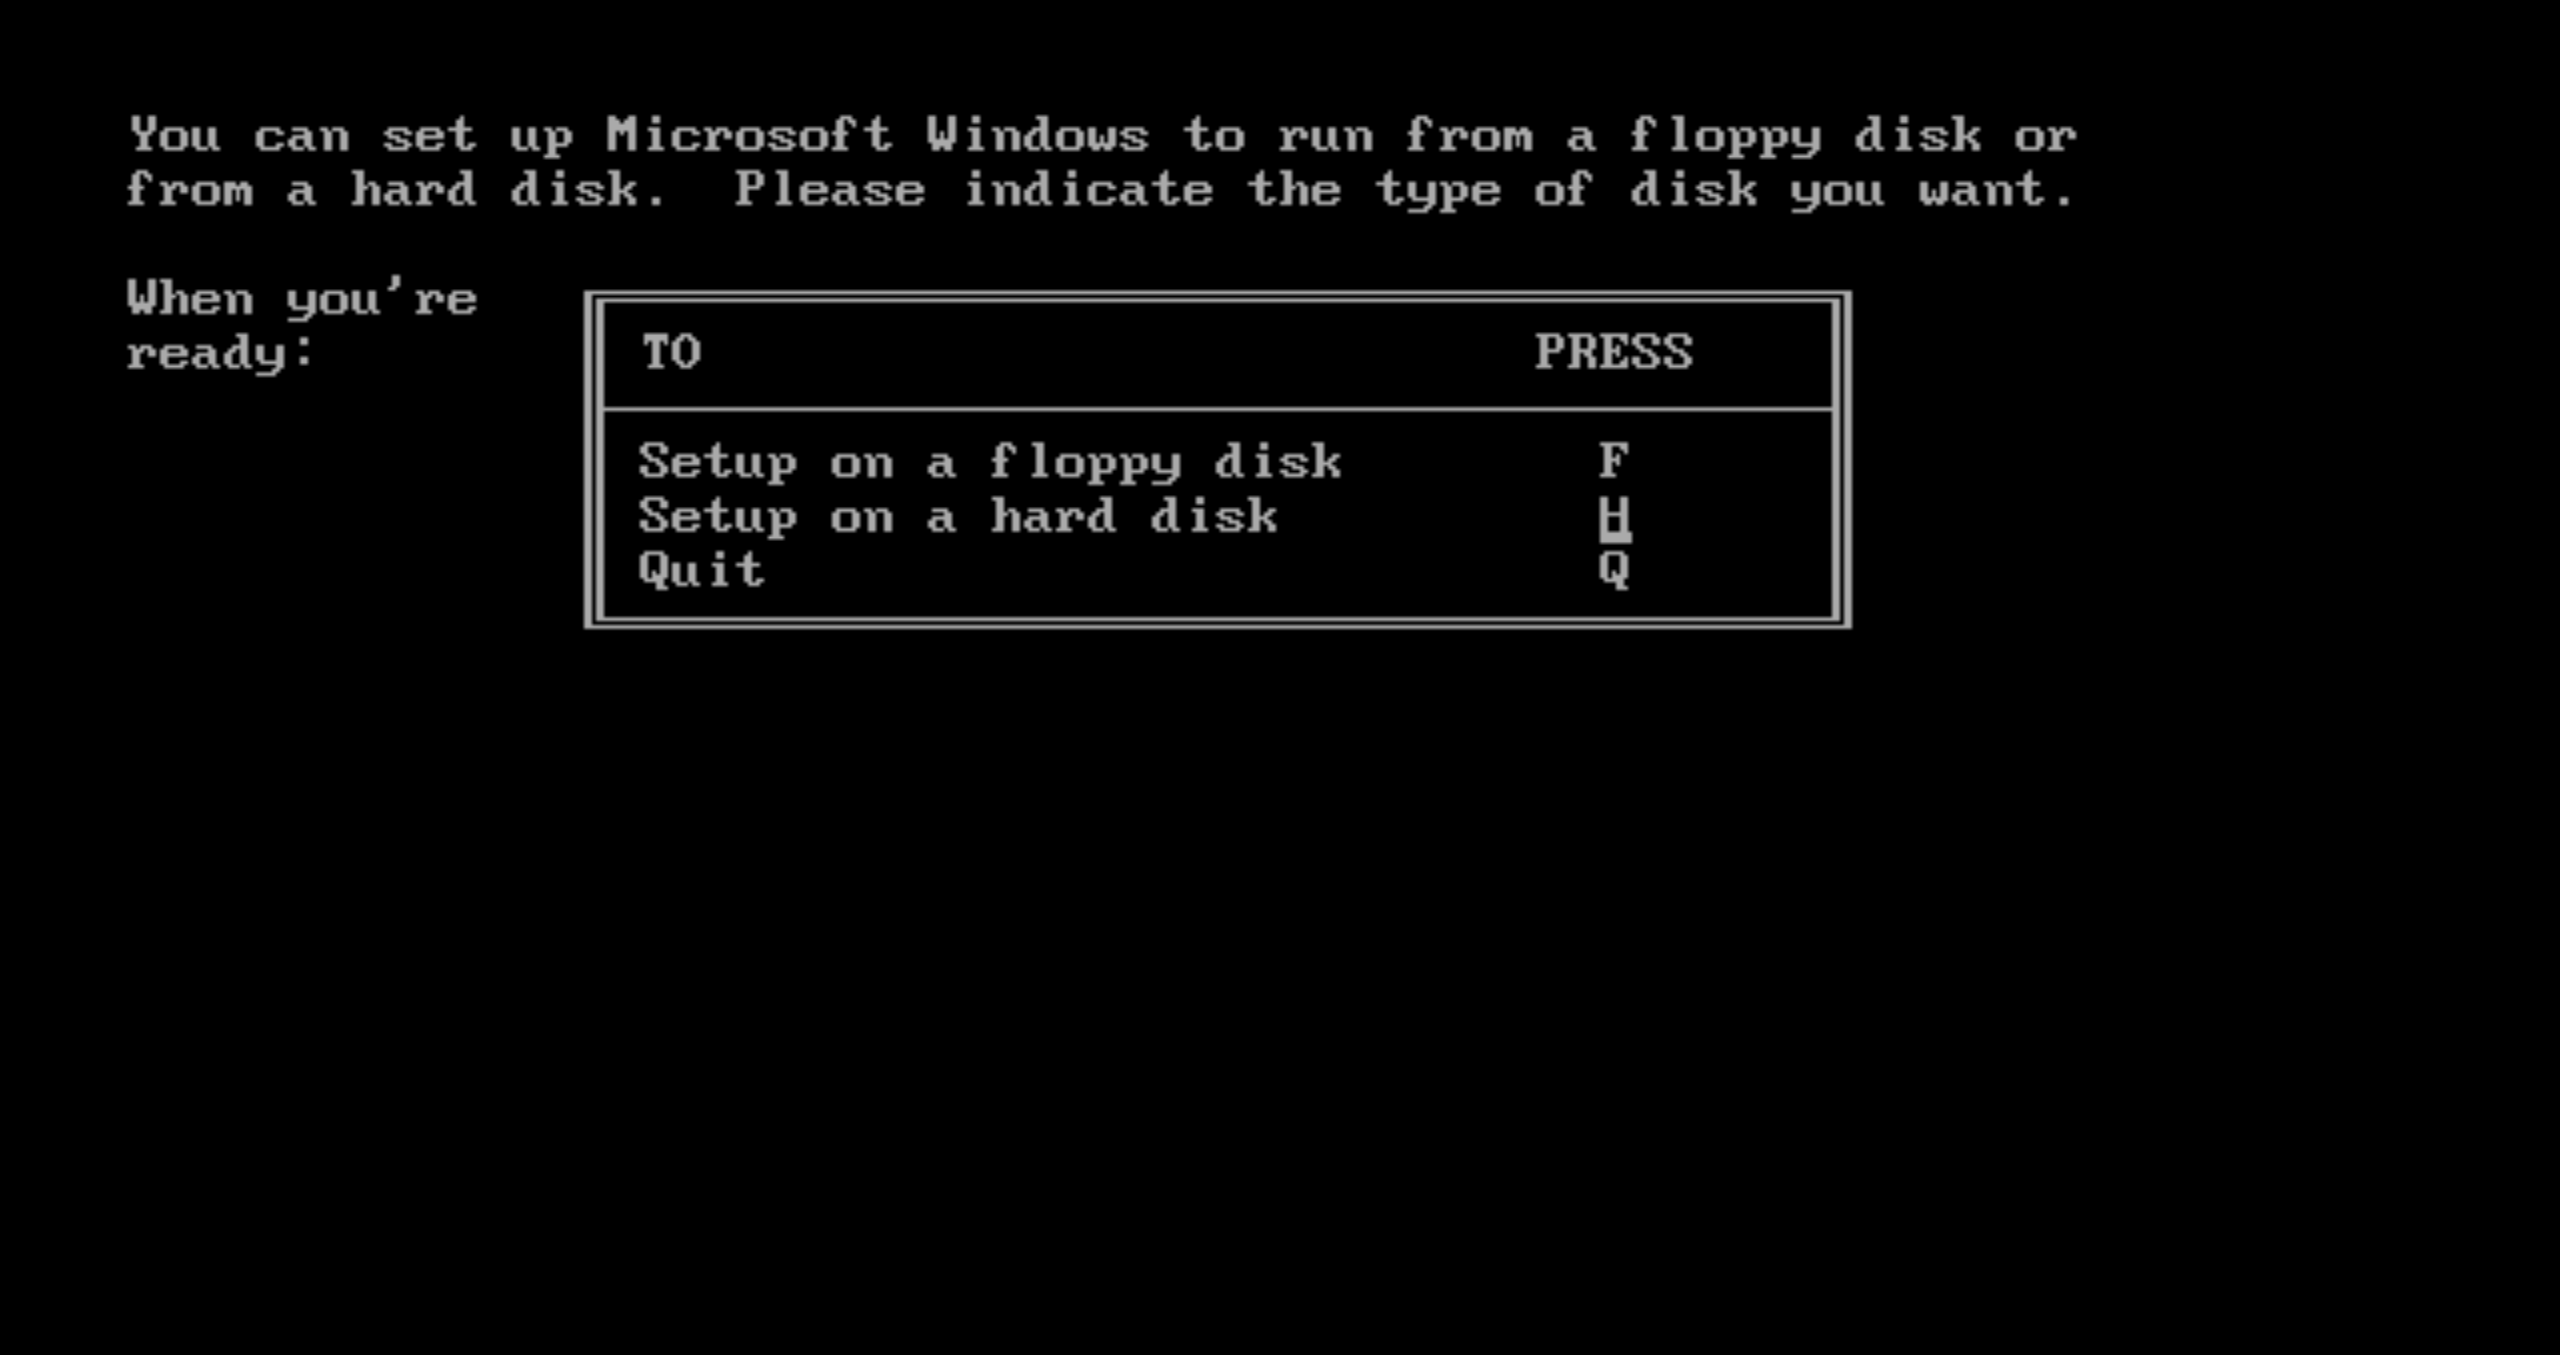 You can set up Microsoft Windows to run from a floppy disk or
from a hard disk.  Please indicate the type of disk you want.
When you're
ready:
TO PRESS
Setup on a floppy disk F
Setup on a hard disk H
Quit Q